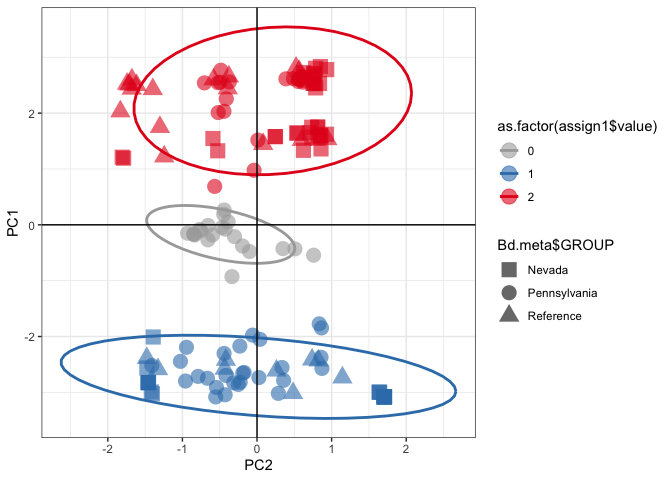 2
0
-2
-2
-1
0
1
2
PC1
PC2
as.factor(assign1$value)
0
1
2
Bd.meta$GROUP
Nevada
Pennsylvania
Reference